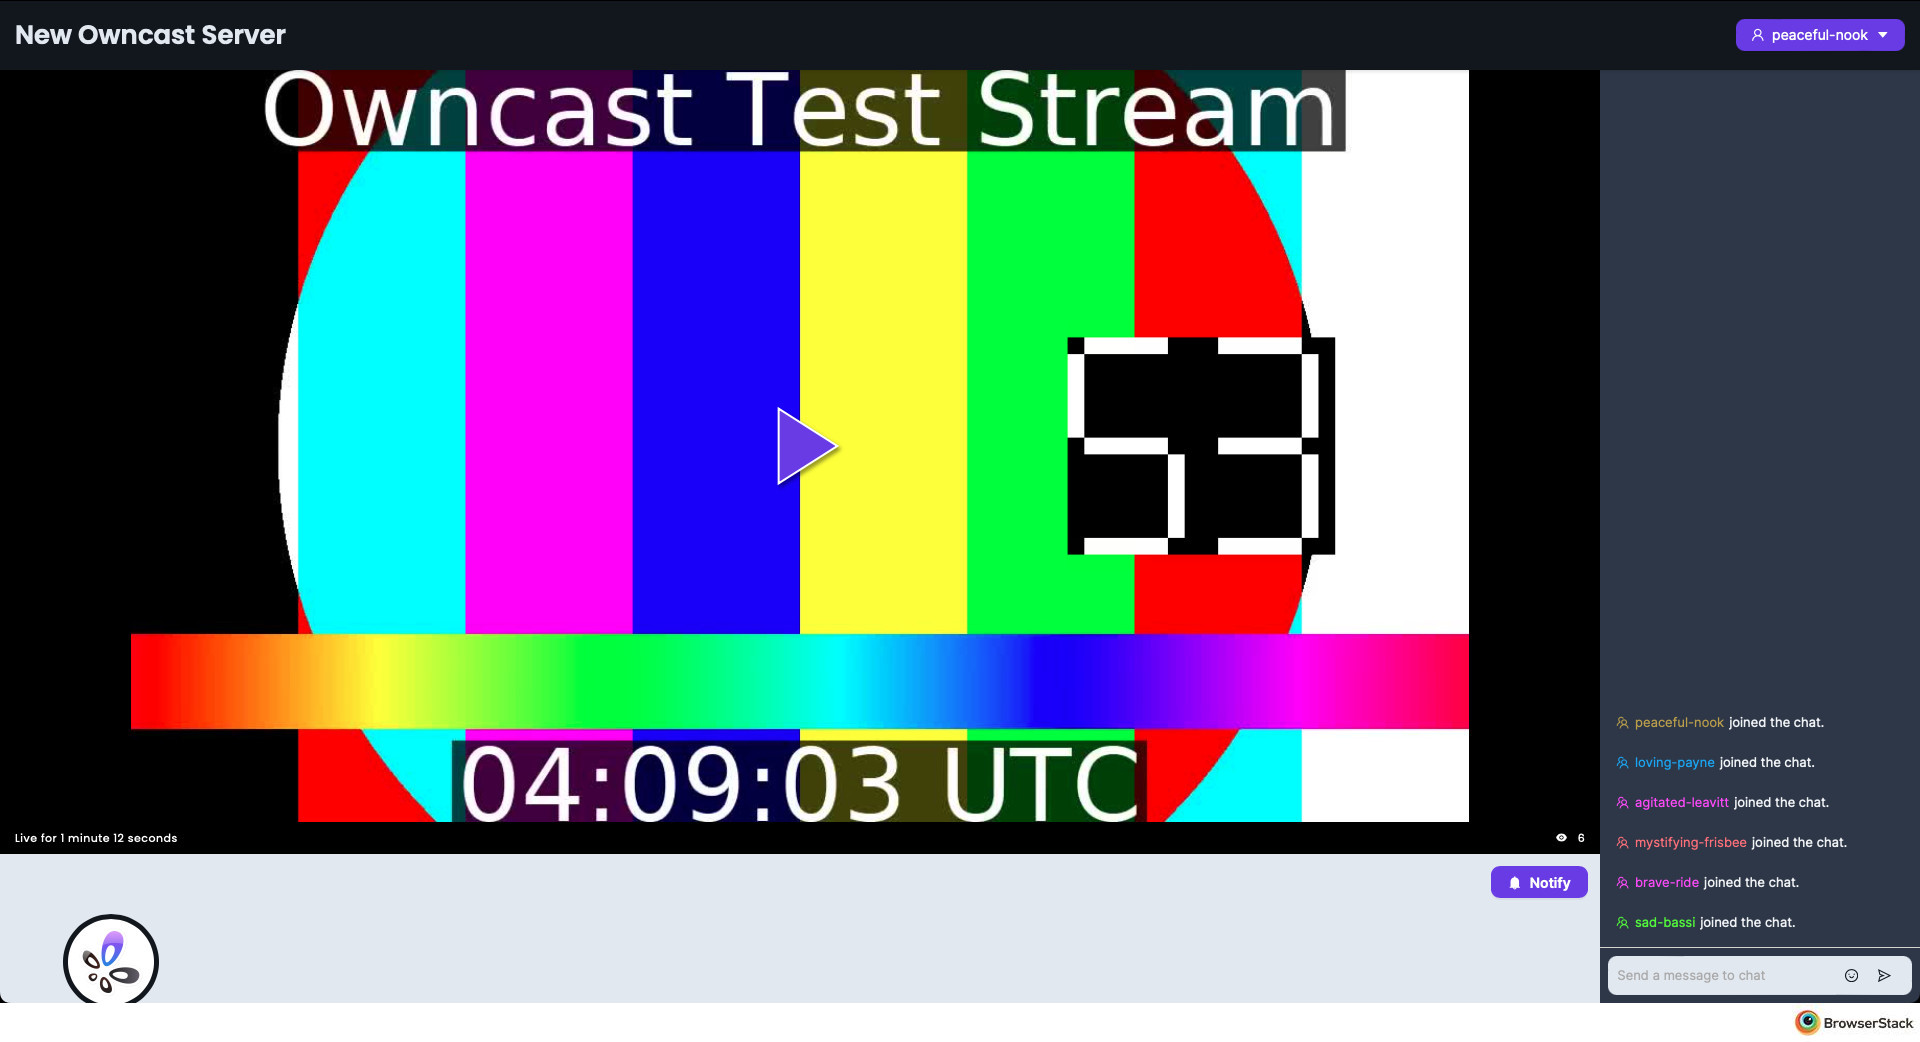 New Owncast Server
peaceful-nook
Owncast Test Stream
53
04:09:03 UTC
Live for 1 minute 12 seconds
6
Notify
peaceful-nook joined the chat.
loving-payne joined the chat.
agitated-leavitt joined the chat.
mystifying-frisbee joined the chat.
brave-ride joined the chat.
sad-bassi joined the chat.
Send a message to chat
BrowserStack